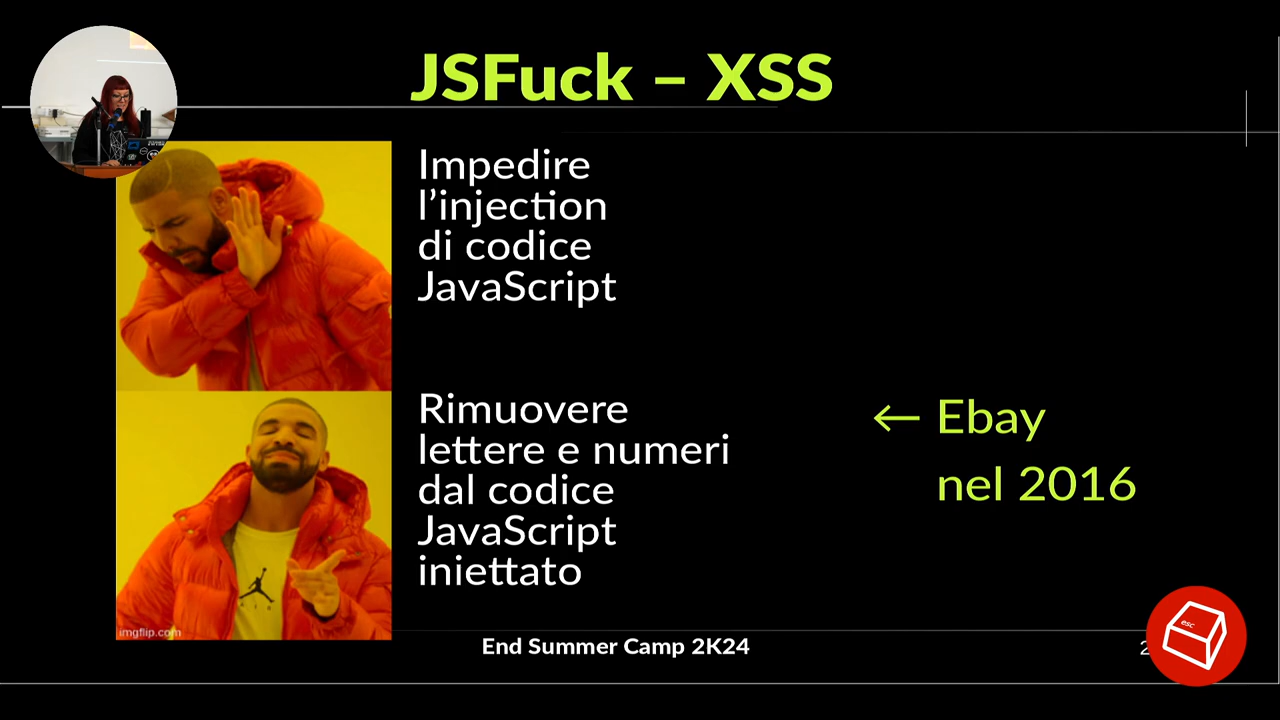 JSFuck – XSS
Impedire
l’injection
di codice
JavaScript
Rimuovere
lettere e numeri
dal codice
JavaScript
iniettato
← Ebay
nel 2016
imgflip.com
End Summer Camp 2K24
2
esc